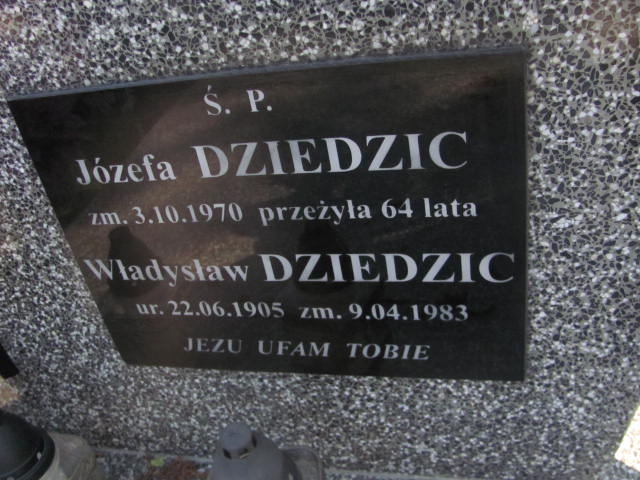 Ś. P.
Józefa DZIEDZIC
zm. 3.10.1970 przeżyła 64 lata
Władysław DZIEDZIC
ur. 22.06.1905 zm. 9.04.1983
JEZU UFAM TOBIE